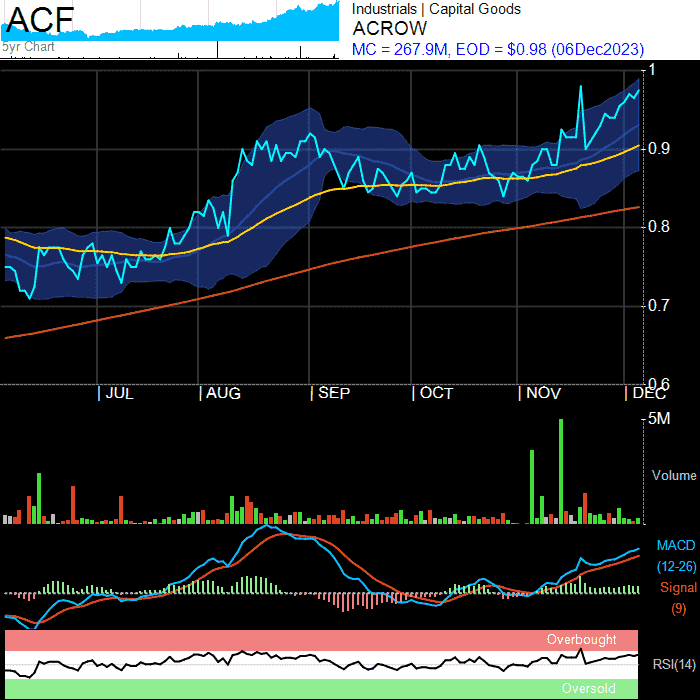 ACF
5yr Chart
Industrials | Capital Goods
ACROW
MC = 267.9M, EOD = $0.98 (06Dec2023)
1
0.9
0.8
0.7
0.6
| JUL | AUG | SEP | OCT | NOV | DEC
5M
Volume
MACD
(12-26)
Signal
(9)
Overbought
RSI(14)
Oversold